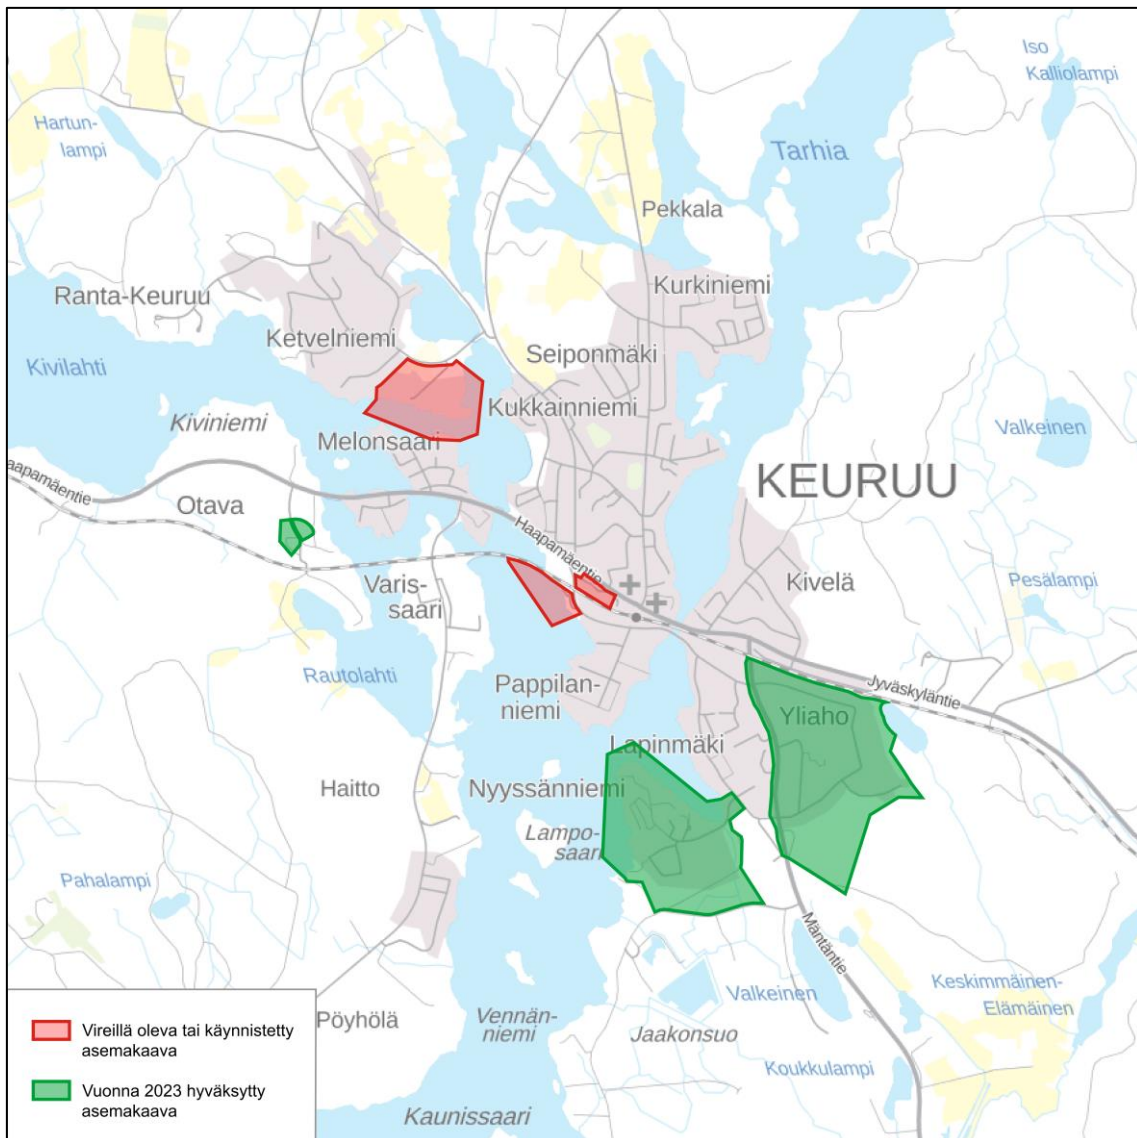 Iso
Kalliolampi
Hartun-
lampi
Tarhia
Pekkala
Kurkiniemi
Ranta-Keuruu
Ketvelniemi
Seiponmäki
Kivilahti
Kukkainniemi
Kiviniemi
Melonsaari
Valkeinen
aapamäentie
KEURUU
Otava
Haapamäentie
Varis-
saari
Kivelä
Pesälampi
Rautolahti
Pappilan-
niemi
Jyväskyläntie
Yliaho
Lapinmäki
Haitto
Nyyssänniemi
Lampo-
saari
Pahalampi
Mäntäntie
Keskimmäinen-
Elämäinen
Valkeinen
Pöyhölä
Vennän-
niemi
Jaakonsuo
Koukkulampi
Kaunissaari
Vireillä oleva tai käynnistetty
asemakaava
Vuonna 2023 hyväksytty
asemakaava